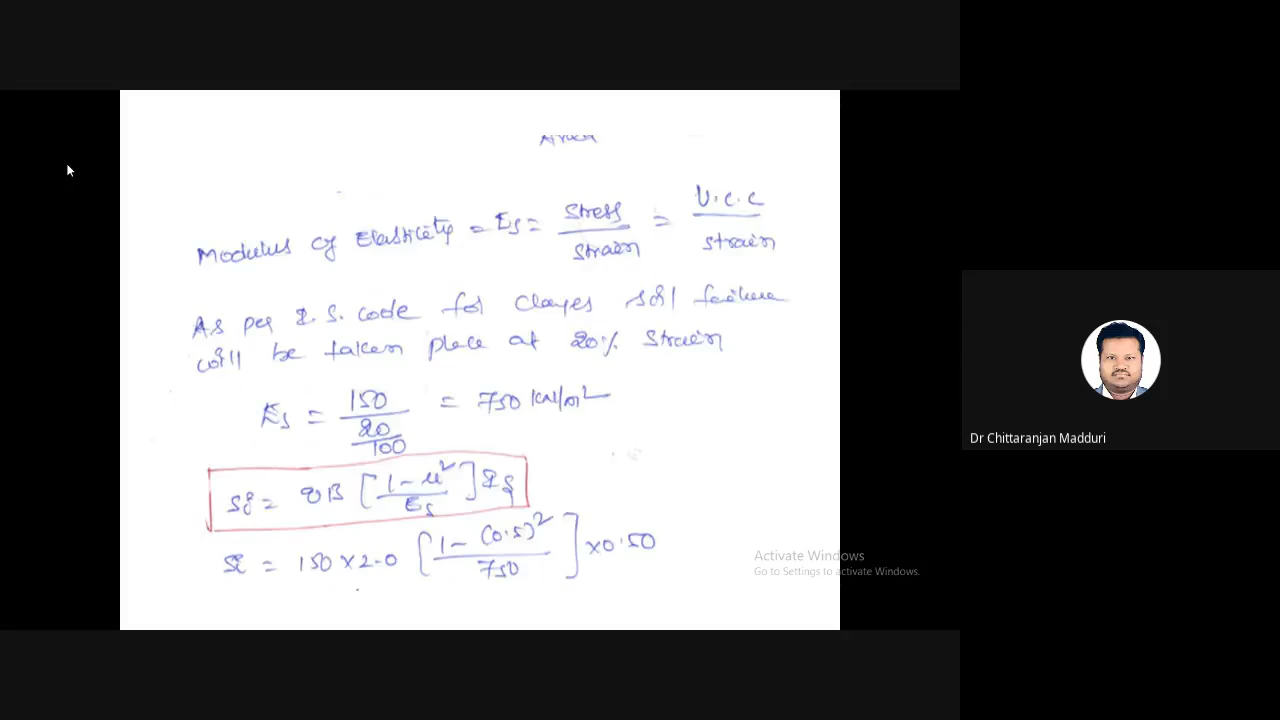 Modulus of Elasticity = Es = Stress / Strain = U.C.C / Strain
As per I.S. code for clayes soil failure
will be taken place at 20% Strain
Es = 150 / (20/100) = 750 kN/m²
Si = qB [ (1 - μ²) / Es ] If
Si = 150 × 2.0 [ (1 - (0.5)²) / 750 ] × 0.50
Activate Windows
Go to Settings to activate Windows.
Dr Chittaranjan Madduri